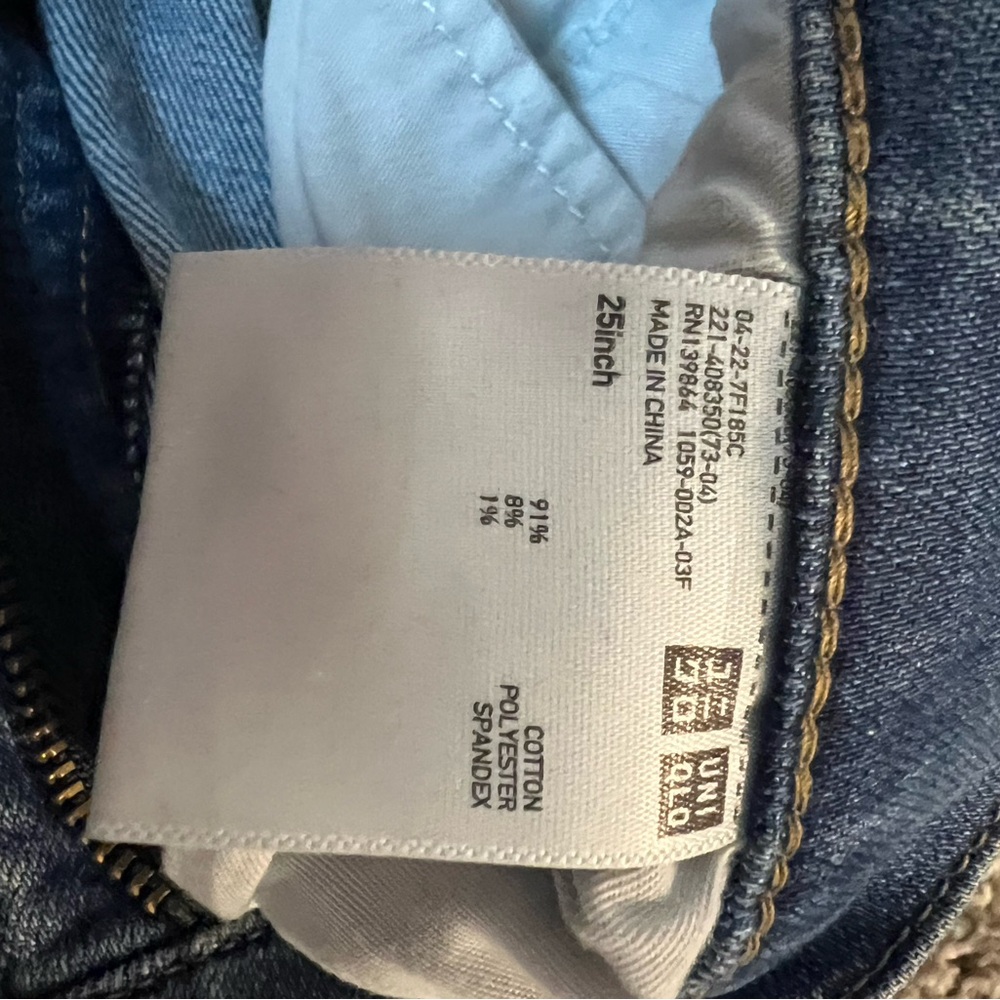 ユニ
クロ
UNI
QLO
04-22-7F185C
221-408350(73-04)
RN139864 1059-002A-03F
MADE IN CHINA
25inch
91% COTTON
8% POLYESTER
1% SPANDEX